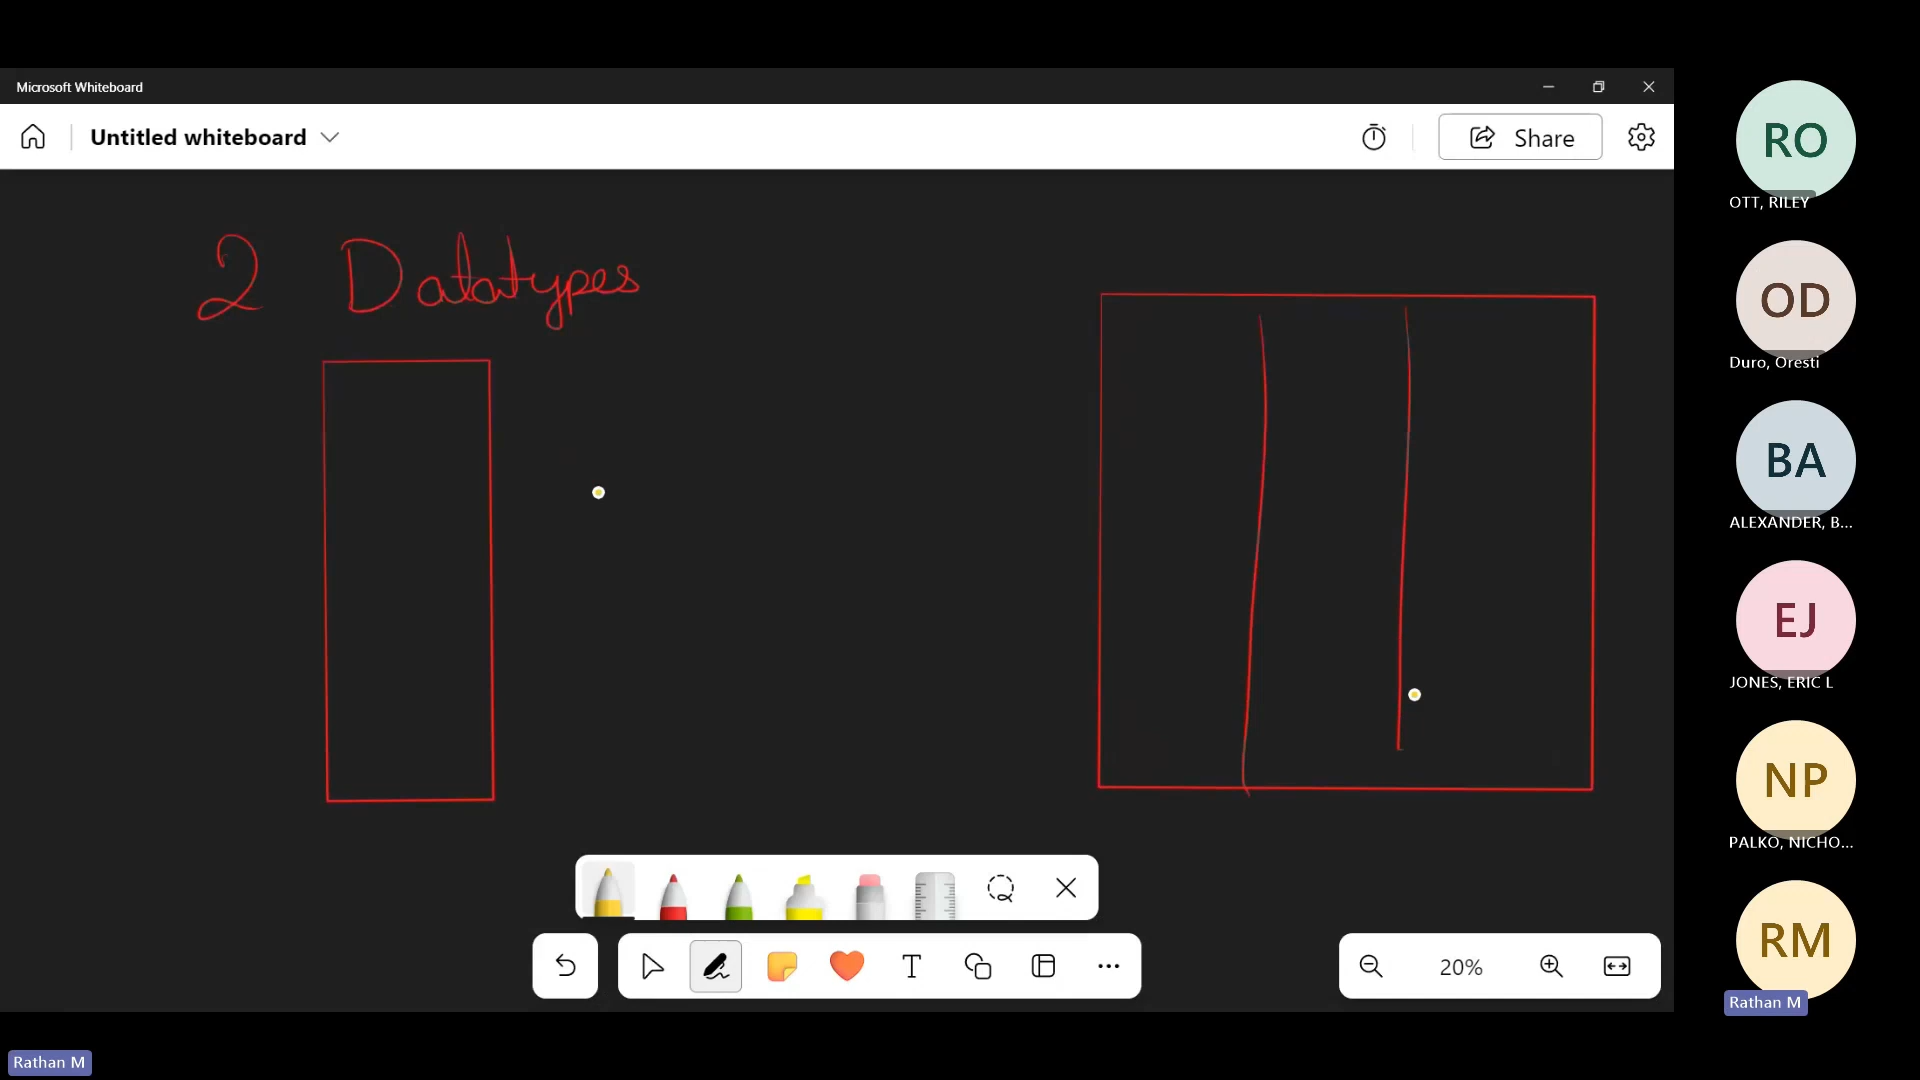 Microsoft Whiteboard
Untitled whiteboard
Share
2 Datatypes
20%
RO
OTT, RILEY
OD
Duro, Oresti
BA
ALEXANDER, B...
EJ
JONES, ERIC L
NP
PALKO, NICHO...
RM
Rathan M
Rathan M